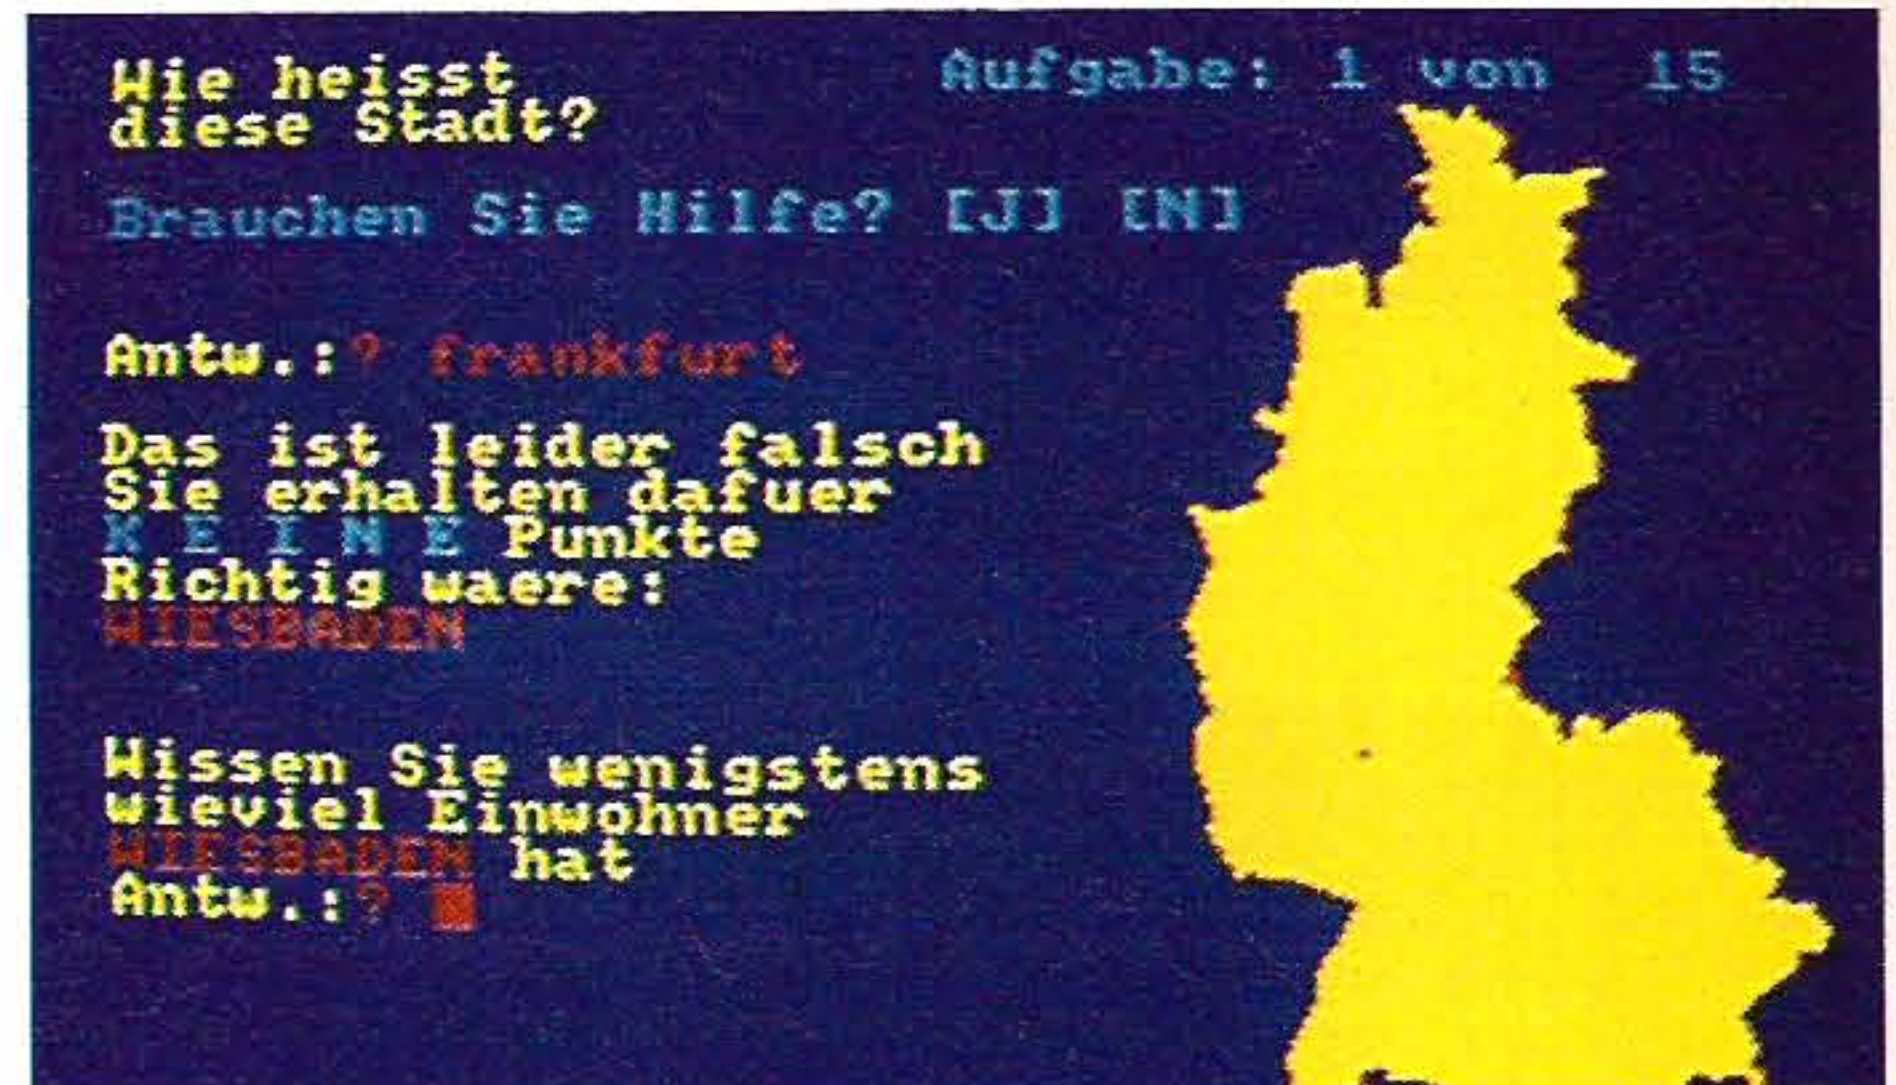 Wie heisst
diese Stadt?
Aufgabe: 1 von 15
Brauchen Sie Hilfe? [J] [N]
Antw.:? frankfurt
Das ist leider falsch
Sie erhalten dafuer
K E I N E Punkte
Richtig waere:
WIESBADEN
Wissen Sie wenigstens
wieviel Einwohner
WIESBADEN hat
Antw.:?